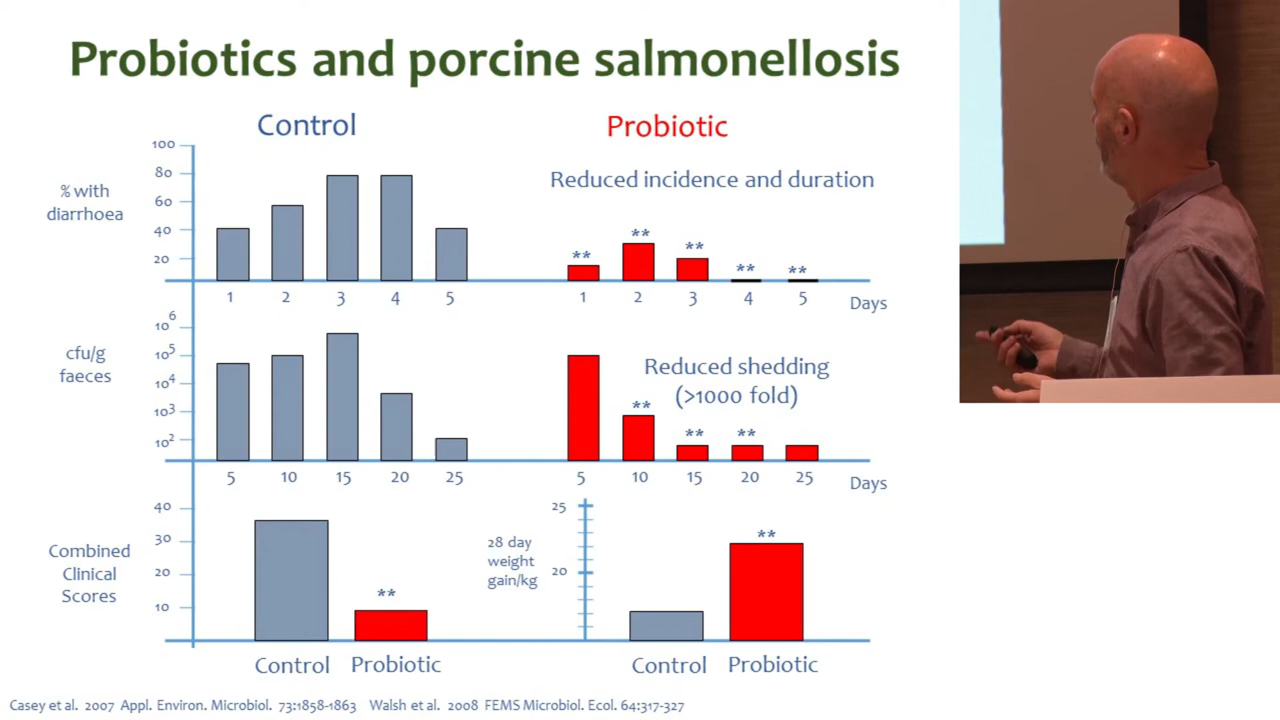 Probiotics and porcine salmonellosis
Control
Probiotic
% with
diarrhoea
100
80
60
40
20
1 2 3 4 5
Reduced incidence and duration
** ** ** ** **
1 2 3 4 5 Days
cfu/g
faeces
10⁶
10⁵
10⁴
10³
10²
5 10 15 20 25
Reduced shedding
(>1000 fold)
** ** **
5 10 15 20 25 Days
Combined
Clinical
Scores
40
30
20
10
**
Control Probiotic
28 day
weight
gain/kg
25
20
**
Control Probiotic
Casey et al. 2007 Appl. Environ. Microbiol. 73:1858-1863 Walsh et al. 2008 FEMS Microbiol. Ecol. 64:317-327